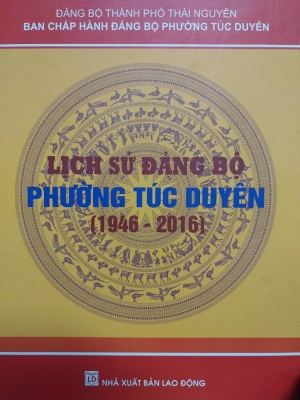 ĐẢNG BỘ THÀNH PHỐ THÁI NGUYÊN
BAN CHẤP HÀNH ĐẢNG BỘ PHƯỜNG TÚC DUYÊN
LỊCH SỬ ĐẢNG BỘ
PHƯỜNG TÚC DUYÊN
(1946 - 2016)
LĐ
NHÀ XUẤT BẢN LAO ĐỘNG